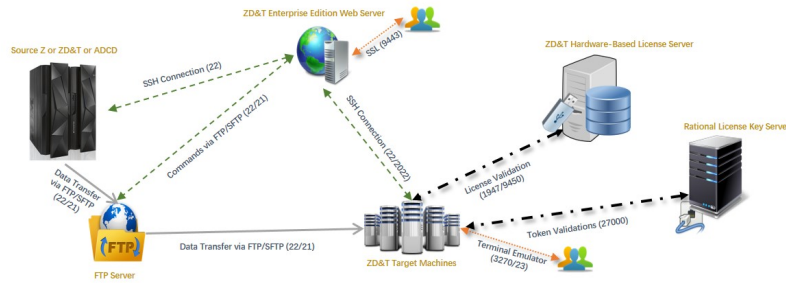 ZD&T Enterprise Edition Web Server
Source Z or ZD&T or ADCD
SSL (9443)
ZD&T Hardware-Based License Server
SSH Connection (22)
Commands via FTP/SFTP (22/21)
SSH Connection (22/2022)
Rational License Key Server
Data Transfer
via FTP/SFTP
(22/21)
License Validation
(1947/9450)
FTP
Data Transfer via FTP/SFTP (22/21)
Token Validations (27000)
Terminal Emulator
(3270/23)
FTP Server
ZD&T Target Machines